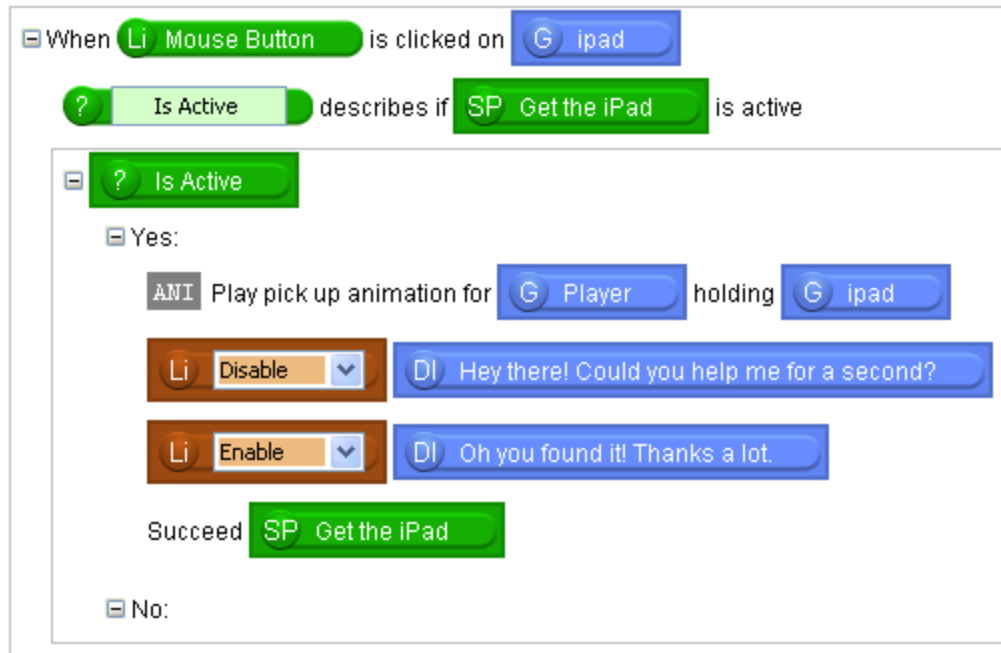 When Li Mouse Button is clicked on G ipad
? Is Active describes if SP Get the iPad is active
? Is Active
Yes:
ANI Play pick up animation for G Player holding G ipad
Li Disable DI Hey there! Could you help me for a second?
Li Enable DI Oh you found it! Thanks a lot.
Succeed SP Get the iPad
No: